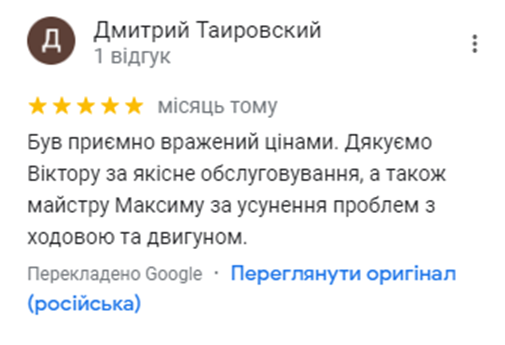 Д
Дмитрий Таировский
1 відгук
місяць тому
Був приємно вражений цінами. Дякуємо
Віктору за якісне обслуговування, а також
майстру Максиму за усунення проблем з
ходовою та двигуном.
Перекладено Google · Переглянути оригінал
(російська)